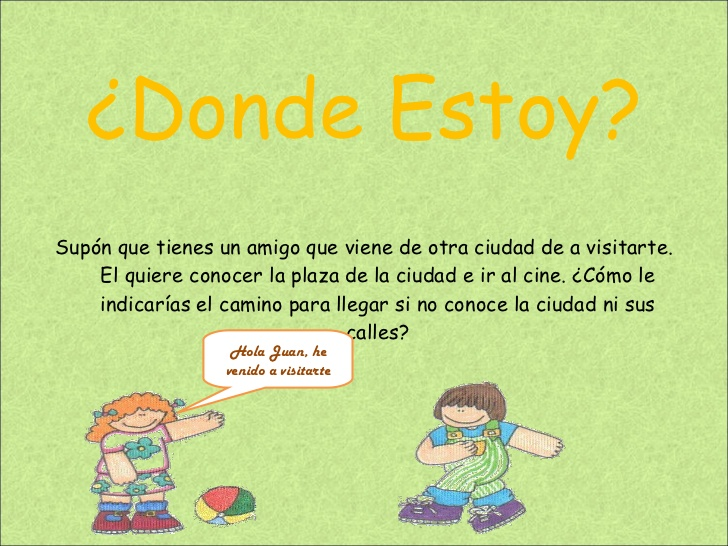 ¿Donde Estoy?
Supón que tienes un amigo que viene de otra ciudad de a visitarte.
El quiere conocer la plaza de la ciudad e ir al cine. ¿Cómo le
indicarías el camino para llegar si no conoce la ciudad ni sus
calles?
Hola Juan, he
venido a visitarte